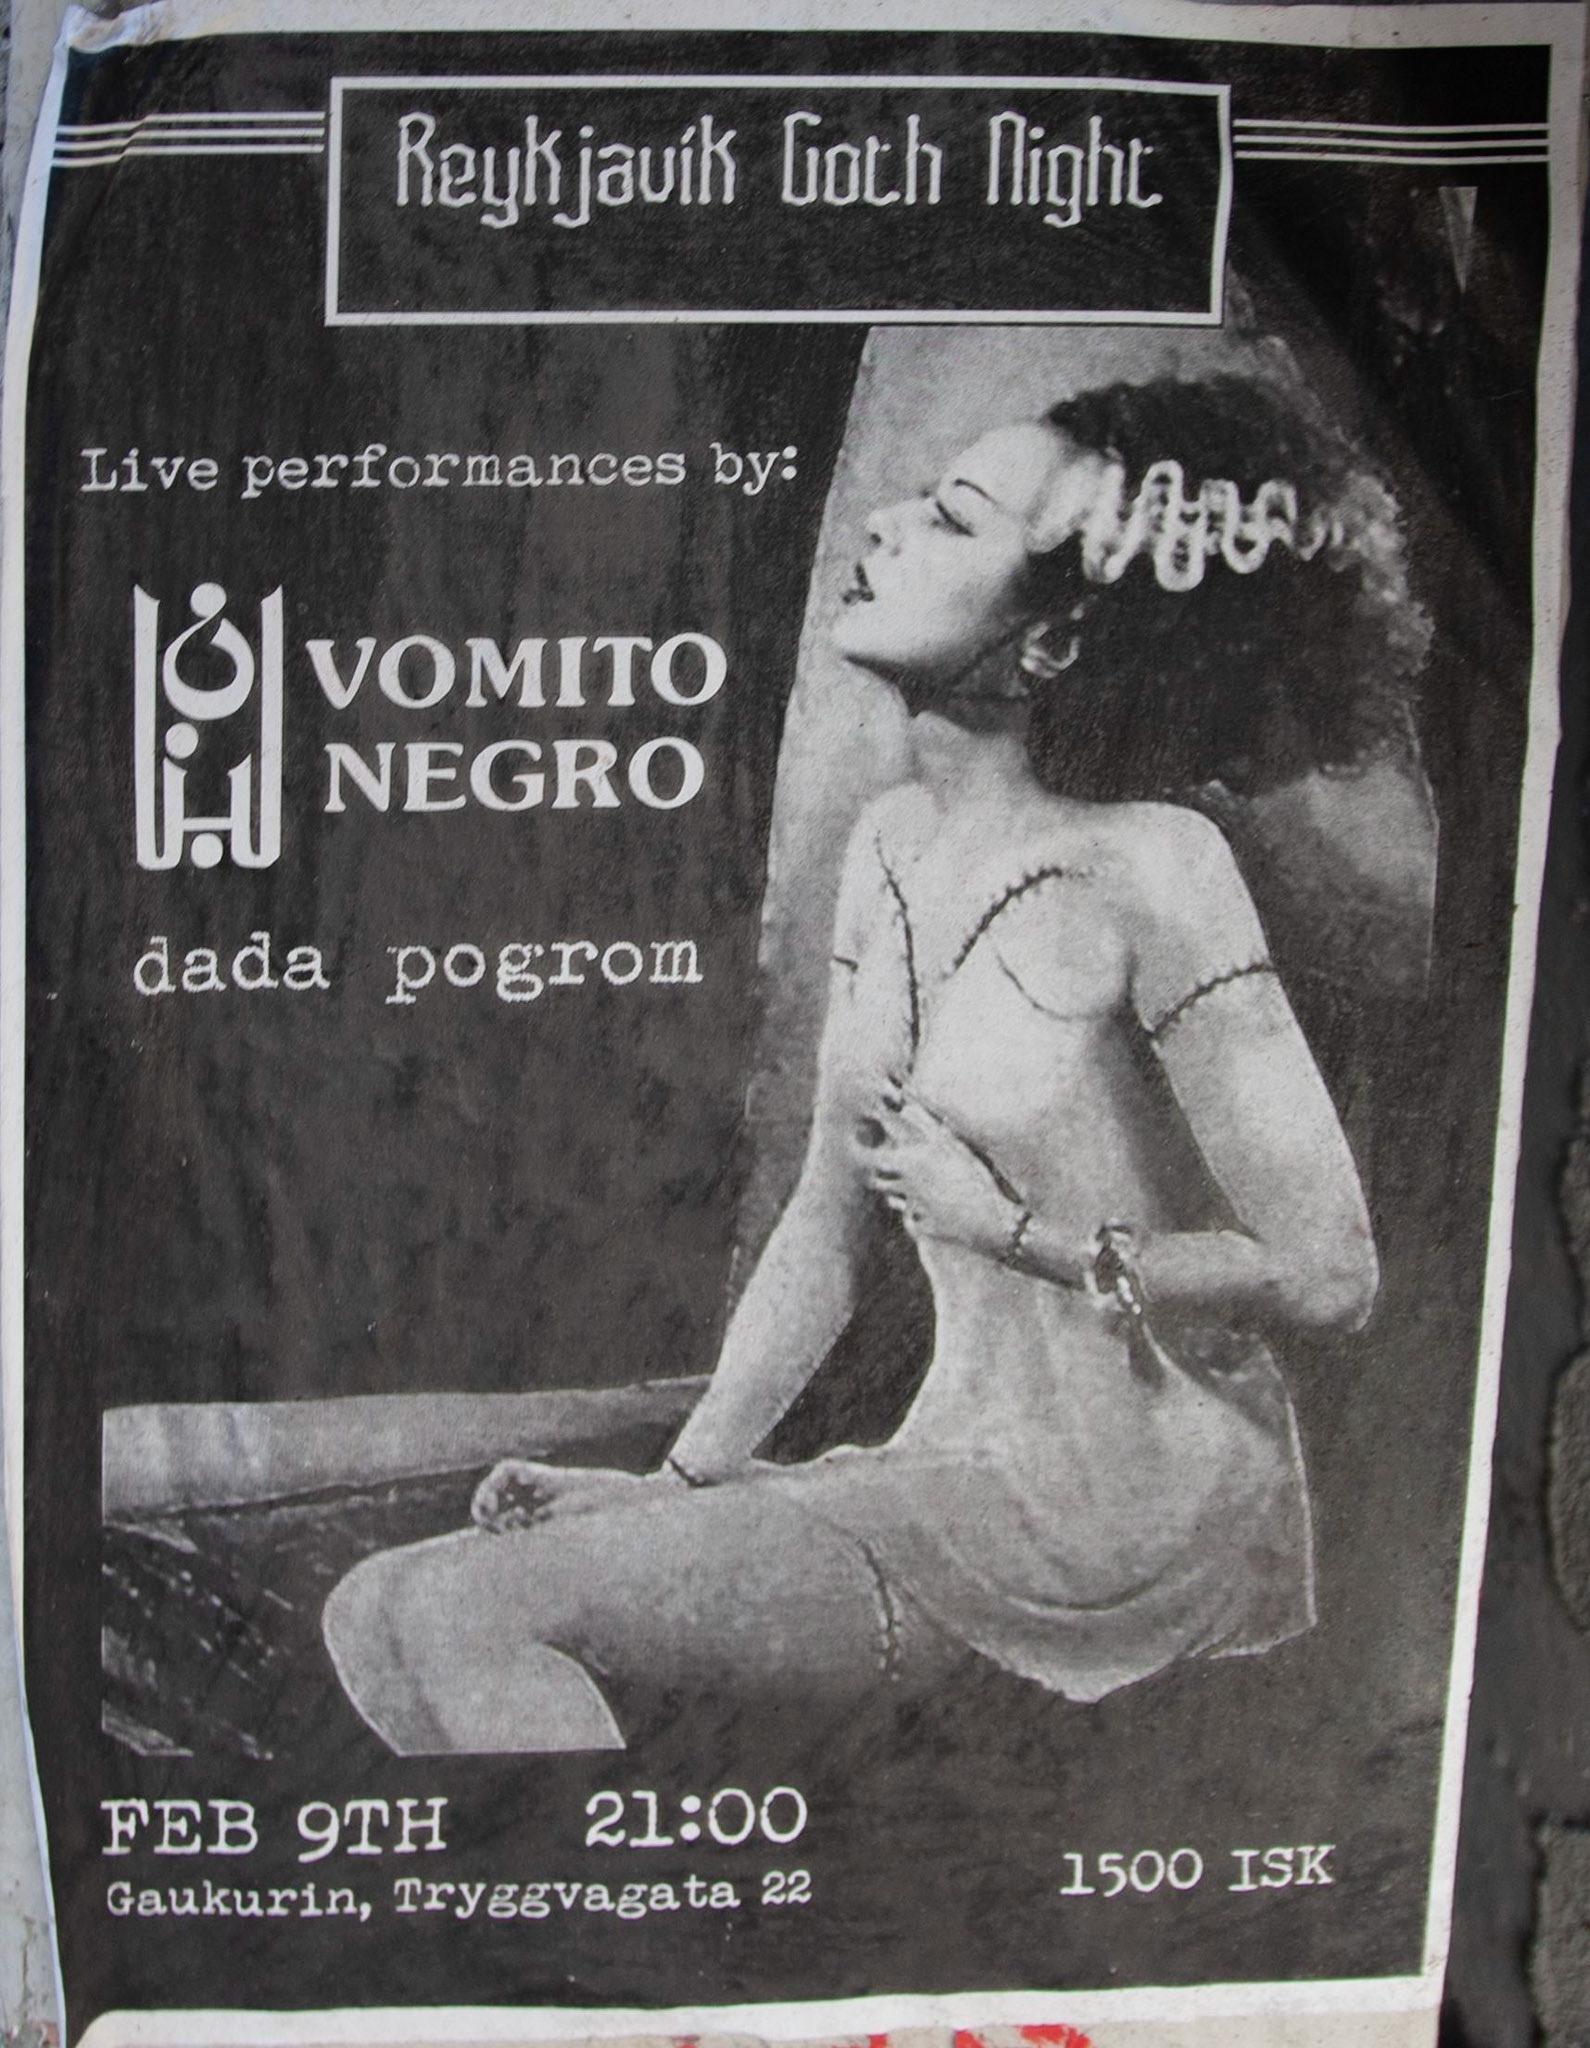 Reykjavík Goth Night
Live performances by:
VOMITO
NEGRO
dada pogrom
FEB 9TH 21:00
Gaukurin, Tryggvagata 22
1500 ISK